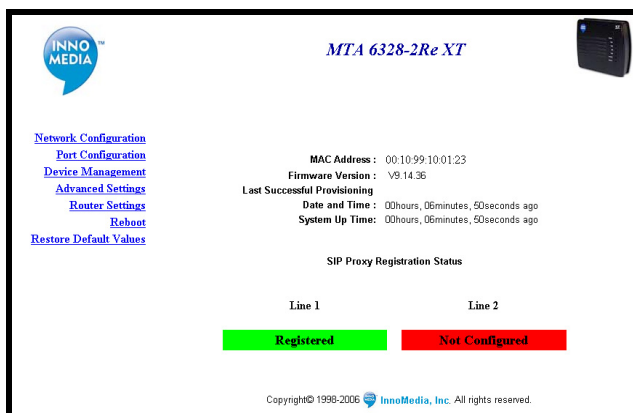 INNO
MEDIA ™
MTA 6328-2Re XT
Network Configuration
Port Configuration
Device Management
Advanced Settings
Router Settings
Reboot
Restore Default Values
MAC Address : 00:10:99:10:01:23
Firmware Version : V9.14.36
Last Successful Provisioning
Date and Time : 00hours, 06minutes, 50seconds ago
System Up Time: 00hours, 06minutes, 50seconds ago
SIP Proxy Registration Status
Line 1 Line 2
Registered Not Configured
Copyright© 1998-2006 InnoMedia, Inc. All rights reserved.